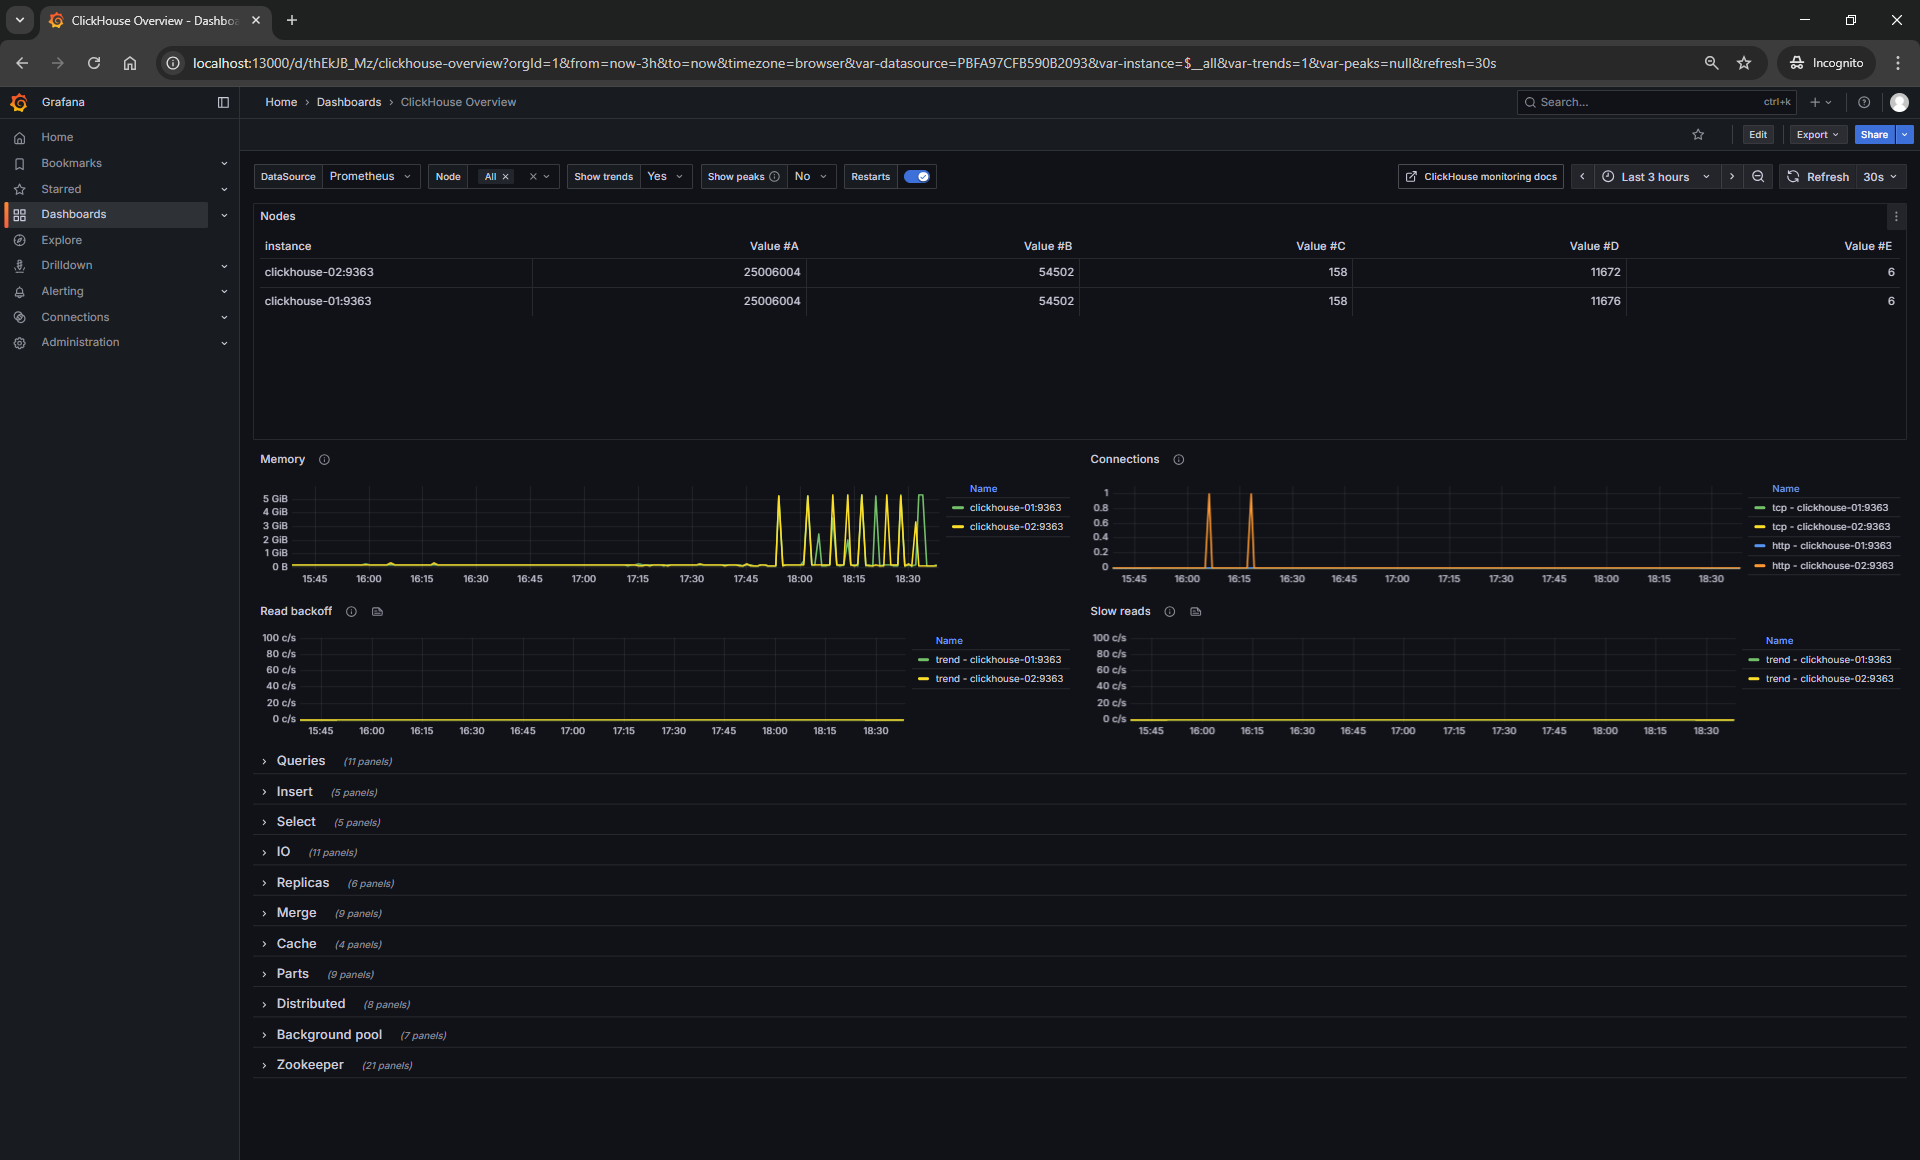 ClickHouse Overview - Dashbo
localhost:13000/d/thEkJB_Mz/clickhouse-overview?orgId=1&from=now-3h&to=now&timezone=browser&var-datasource=PBFA97CFB590B2093&var-instance=$__all&var-trends=1&var-peaks=null&refresh=30s
Incognito
Grafana
Home › Dashboards › ClickHouse Overview
Search... ctrl+k
Edit Export Share
Home
Bookmarks
Starred
Dashboards
Explore
Drilldown
Alerting
Connections
Administration
DataSource Prometheus Node All Show trends Yes Show peaks No Restarts ClickHouse monitoring docs Last 3 hours Refresh 30s
Nodes
instance Value #A Value #B Value #C Value #D Value #E
clickhouse-02:9363 25006004 54502 158 11672 6
clickhouse-01:9363 25006004 54502 158 11676 6
Memory
5 GiB
4 GiB
3 GiB
2 GiB
1 GiB
0 B
15:45 16:00 16:15 16:30 16:45 17:00 17:15 17:30 17:45 18:00 18:15 18:30
Name
clickhouse-01:9363
clickhouse-02:9363
Connections
1
0.8
0.6
0.4
0.2
0
15:45 16:00 16:15 16:30 16:45 17:00 17:15 17:30 17:45 18:00 18:15 18:30
Name
tcp - clickhouse-01:9363
tcp - clickhouse-02:9363
http - clickhouse-01:9363
http - clickhouse-02:9363
Read backoff
100 c/s
80 c/s
60 c/s
40 c/s
20 c/s
0 c/s
15:45 16:00 16:15 16:30 16:45 17:00 17:15 17:30 17:45 18:00 18:15 18:30
Name
trend - clickhouse-01:9363
trend - clickhouse-02:9363
Slow reads
100 c/s
80 c/s
60 c/s
40 c/s
20 c/s
0 c/s
15:45 16:00 16:15 16:30 16:45 17:00 17:15 17:30 17:45 18:00 18:15 18:30
Name
trend - clickhouse-01:9363
trend - clickhouse-02:9363
Queries (11 panels)
Insert (5 panels)
Select (5 panels)
IO (11 panels)
Replicas (6 panels)
Merge (9 panels)
Cache (4 panels)
Parts (9 panels)
Distributed (8 panels)
Background pool (7 panels)
Zookeeper (21 panels)